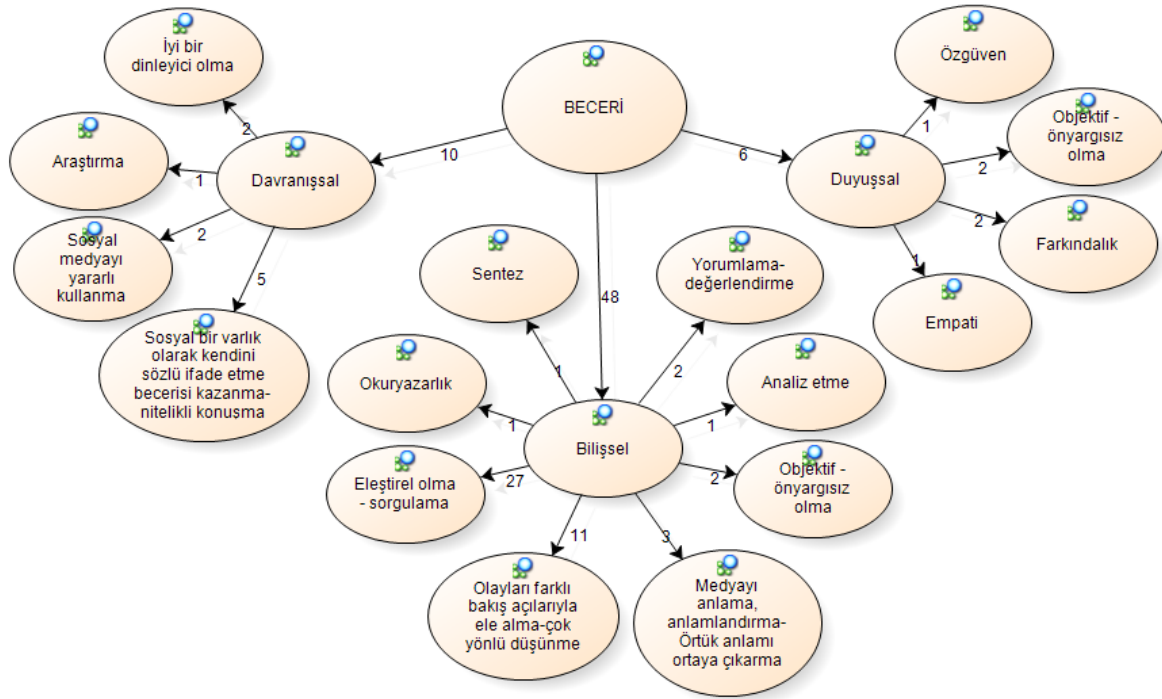 BECERİ
10
48
6
Davranışsal
2
İyi bir
dinleyici olma
1
Araştırma
2
Sosyal
medyayı
yararlı
kullanma
5
Sosyal bir varlık
olarak kendini
sözlü ifade etme
becerisi kazanma-
nitelikli konuşma
Duyuşsal
1
Özgüven
2
Objektif -
önyargısız
olma
2
Farkındalık
1
Empati
Bilişsel
1
Sentez
2
Yorumlama-
değerlendirme
1
Okuryazarlık
1
Analiz etme
27
Eleştirel olma
- sorgulama
2
Objektif -
önyargısız
olma
11
Olayları farklı
bakış açılarıyla
ele alma-çok
yönlü düşünme
3
Medyayı
anlama,
anlamlandırma-
Örtük anlamı
ortaya çıkarma